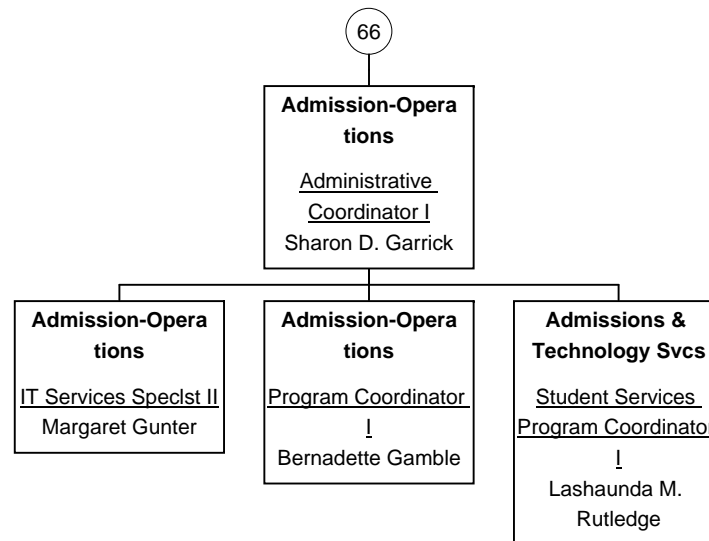 66
Admission-Opera
tions
Administrative
Coordinator I
Sharon D. Garrick
Admission-Opera
tions
IT Services Speclst II
Margaret Gunter
Admission-Opera
tions
Program Coordinator
I
Bernadette Gamble
Admissions &
Technology Svcs
Student Services
Program Coordinator
I
Lashaunda M.
Rutledge